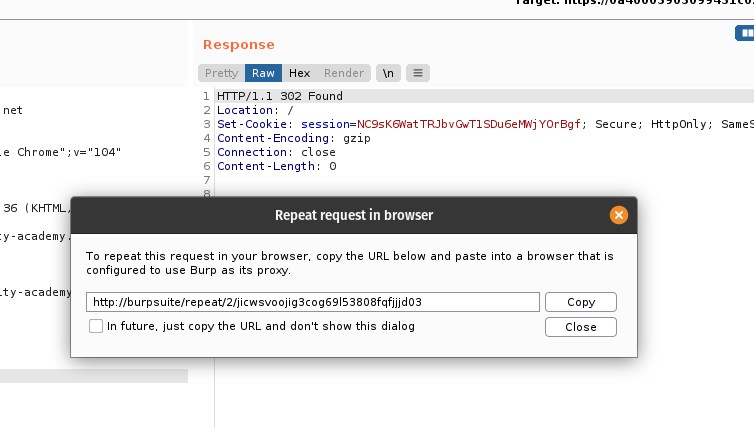 Response
Pretty Raw Hex Render \n
net
le Chrome";v="104"
36 (KHTML,
ty-academy.
ity-academy
1 HTTP/1.1 302 Found
2 Location: /
3 Set-Cookie: session=NC9sK6WatTRJbvGwT1SDu6eMWjYOrBgf; Secure; HttpOnly; SameS
4 Content-Encoding: gzip
5 Connection: close
6 Content-Length: 0
7
8
Repeat request in browser
To repeat this request in your browser, copy the URL below and paste into a browser that is
configured to use Burp as its proxy.
http://burpsuite/repeat/2/jicwsvoojig3cog69l53808fqfjjjd03 Copy
In future, just copy the URL and don't show this dialog Close